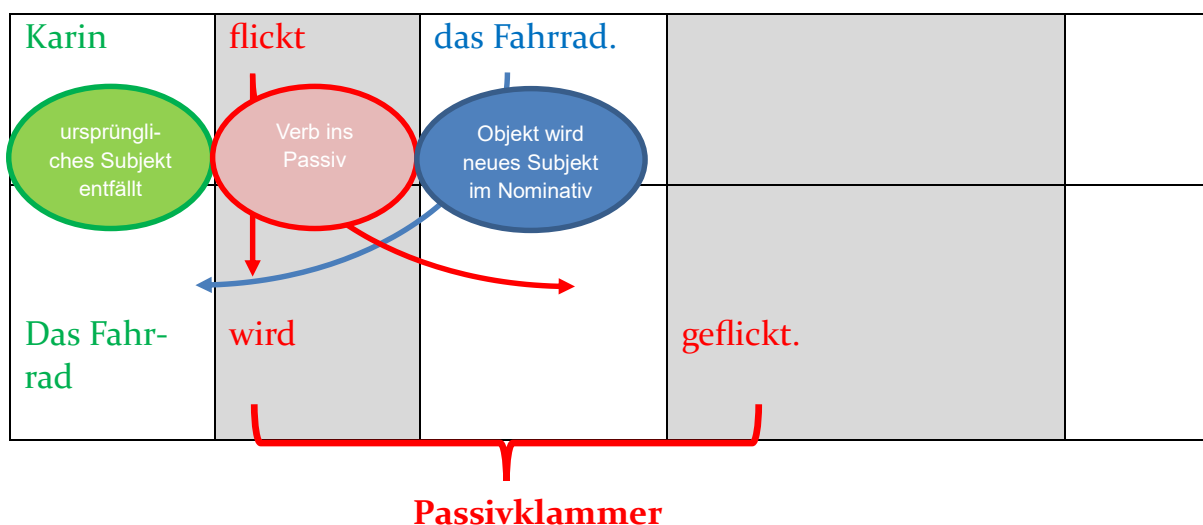 Karin flickt das Fahrrad.
ursprüngli-
ches Subjekt
entfällt
Verb ins
Passiv
Objekt wird
neues Subjekt
im Nominativ
Das Fahr-
rad
wird
geflickt.
Passivklammer